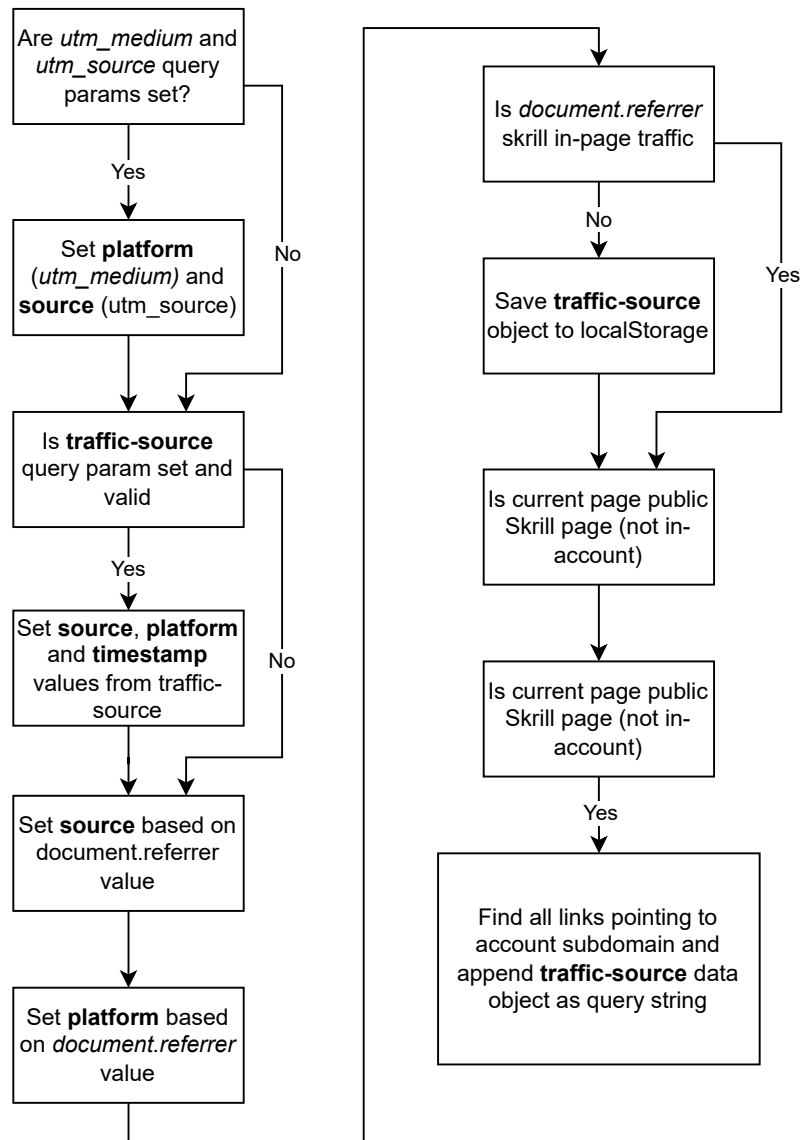 Are utm_medium and
utm_source query
params set?
Yes
No
Set platform
(utm_medium) and
source (utm_source)
Is traffic-source
query param set and
valid
Yes
No
Set source, platform
and timestamp
values from traffic-
source
Set source based on
document.referrer
value
Set platform based
on document.referrer
value
Is document.referrer
skrill in-page traffic
No
Yes
Save traffic-source
object to localStorage
Is current page public
Skrill page (not in-
account)
Is current page public
Skrill page (not in-
account)
Yes
Find all links pointing to
account subdomain and
append traffic-source data
object as query string